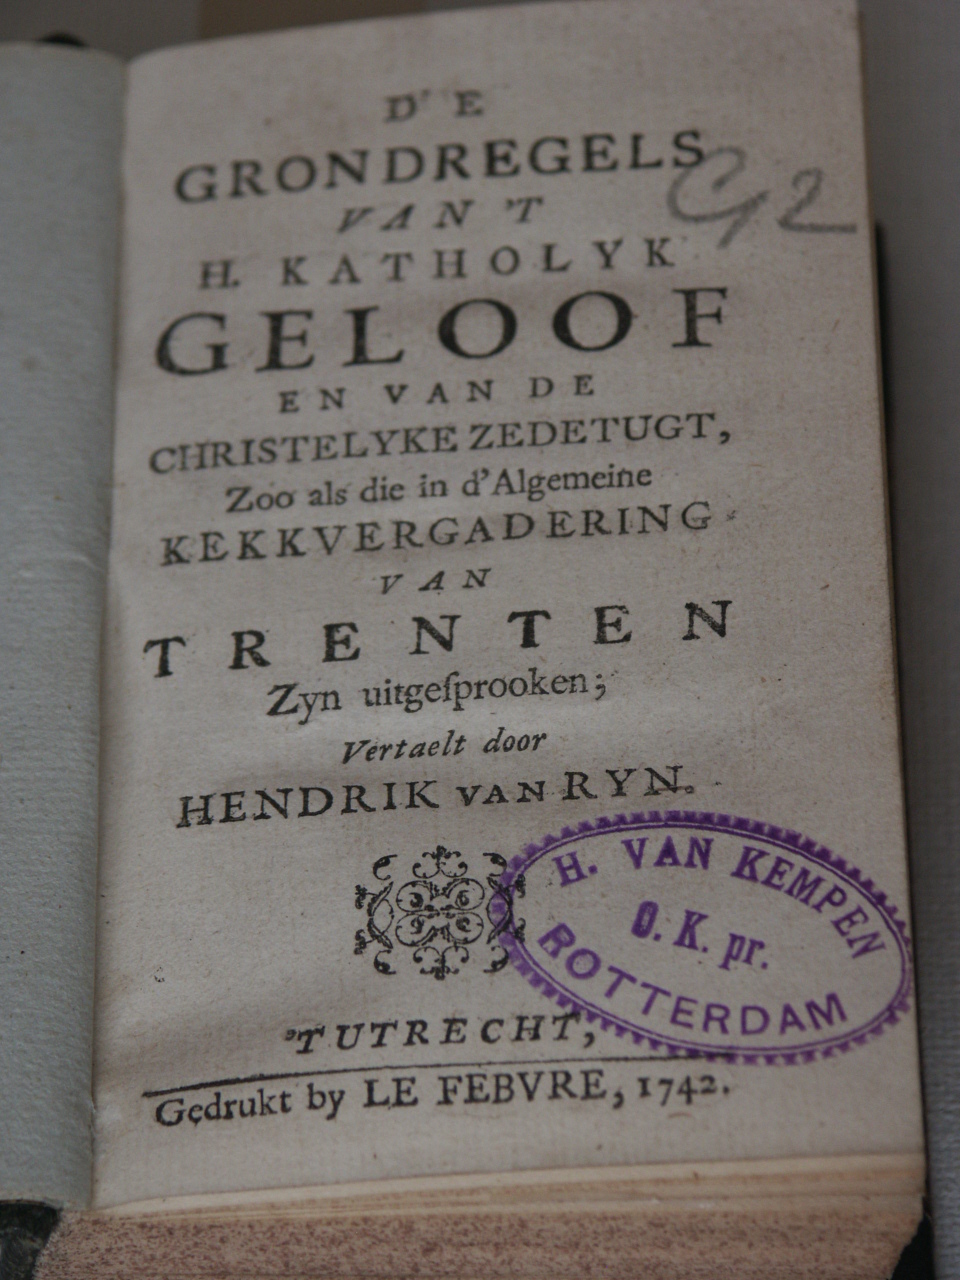 D'E
GRONDREGELS
VAN 'T
H. KATHOLYK
GELOOF
EN VAN DE
CHRISTELYKE ZEDETUGT,
Zoo als die in d'Algemeine
KEKKVERGADERING
VAN
TRENTEN
Zyn uitgeſprooken;
Vertaelt door
HENDRIK VAN RYN.
H. VAN KEMPEN
O. K. pr.
ROTTERDAM
'TUTRECHT,
Gedrukt by LE FEBVRE, 1742.